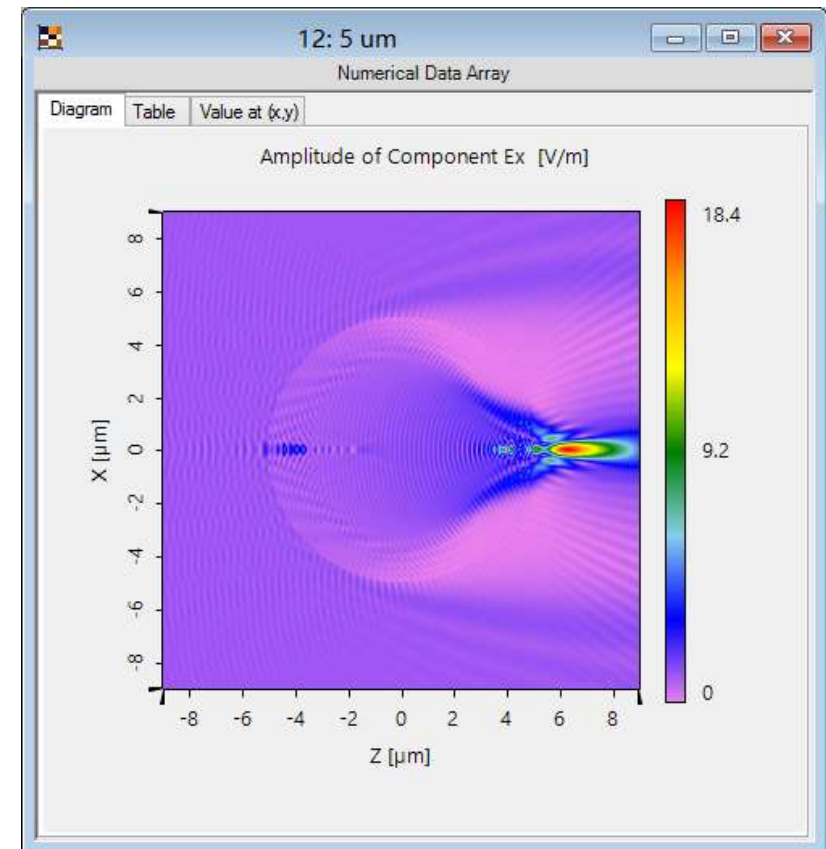 12: 5 um
Numerical Data Array
Diagram Table Value at (x,y)
Amplitude of Component Ex [V/m]
18.4
9.2
0
X [µm]
8
6
4
2
0
-2
-4
-6
-8
-8 -6 -4 -2 0 2 4 6 8
Z [µm]